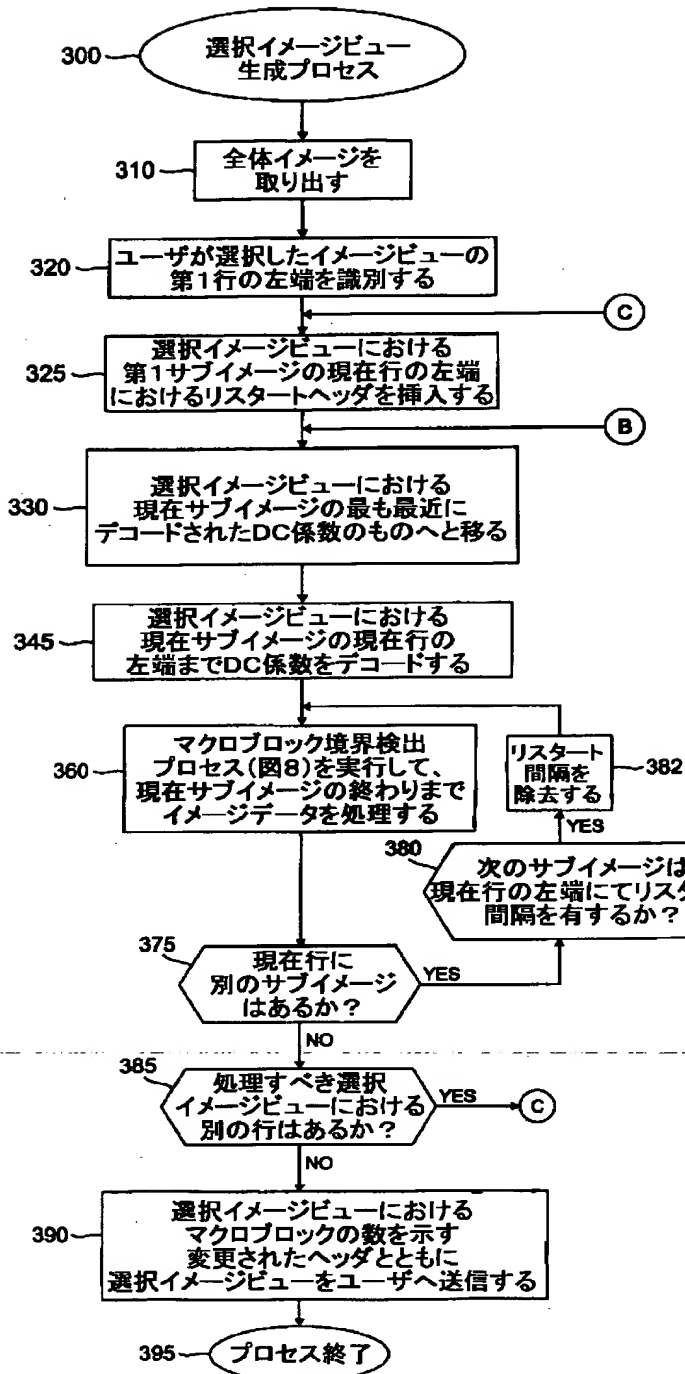 300
選択イメージビュー
生成プロセス
310
全体イメージを
取り出す
320
ユーザが選択したイメージビューの
第1行の左端を識別する
C
325
選択イメージビューにおける
第1サブイメージの現在行の左端
におけるリスタートヘッダを挿入する
B
330
選択イメージビューにおける
現在サブイメージの最も最近に
デコードされたDC係数のものへと移る
345
選択イメージビューにおける
現在サブイメージの現在行の
左端までDC係数をデコードする
360
マクロブロック境界検出
プロセス(図8)を実行して、
現在サブイメージの終わりまで
イメージデータを処理する
リスタート
間隔を
除去する
382
YES
380
次のサブイメージは
現在行の左端にてリスタ
間隔を有するか?
375
現在行に
別のサブイメージ
はあるか?
YES
NO
385
処理すべき選択
イメージビューにおける
別の行はあるか?
YES
C
NO
390
選択イメージビューにおける
マクロブロックの数を示す
変更されたヘッダとともに
選択イメージビューをユーザへ送信する
395
プロセス終了